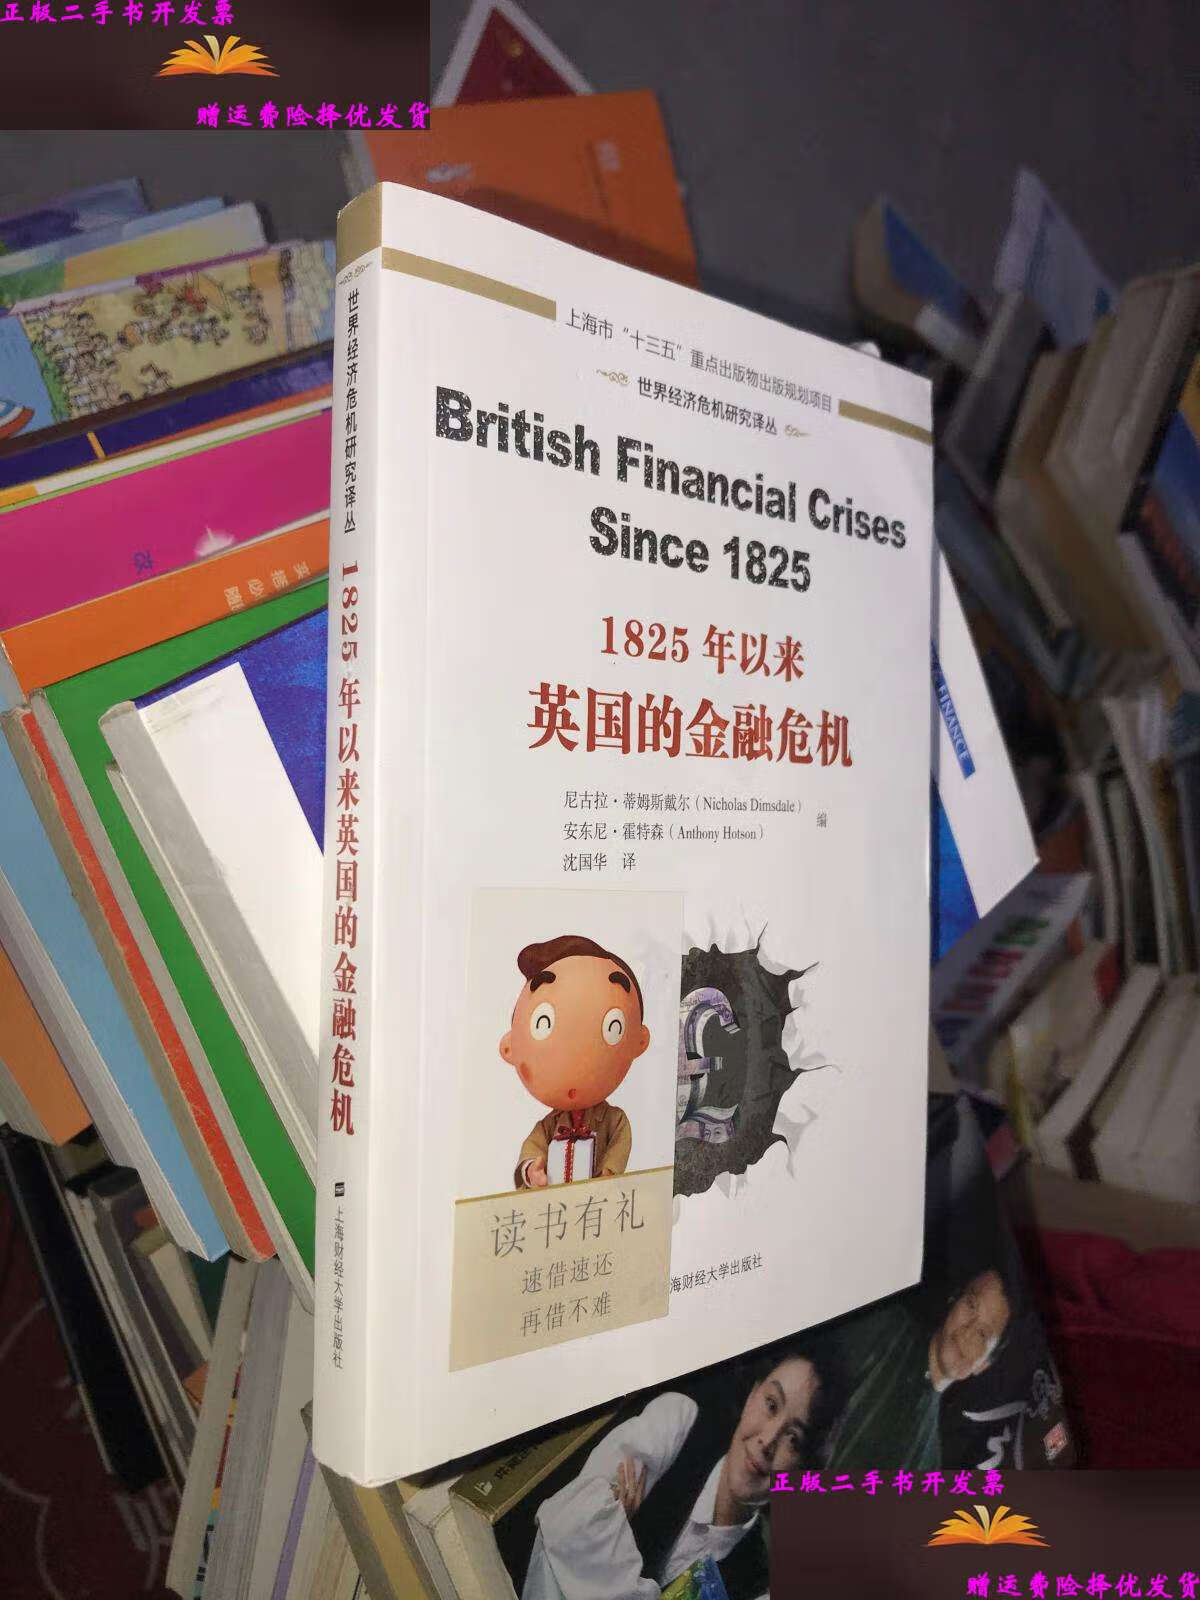 正版二手书开发票
赠运费险择优发货
上海市“十三五”重点出版物出版规划项目
世界经济危机研究译丛
British Financial Crises
Since 1825
1825年以来
英国的金融危机
尼古拉·蒂姆斯戴尔(Nicholas Dimsdale)
安东尼·霍特森(Anthony Hotson)
编
沈国华 译
读书有礼
速借速还
再借不难
海财经大学出版社
世界经济危机研究译丛
1825年以来英国的金融危机
上海财经大学出版社
FINANCE
正版二手书开发票
赠运费险择优发货